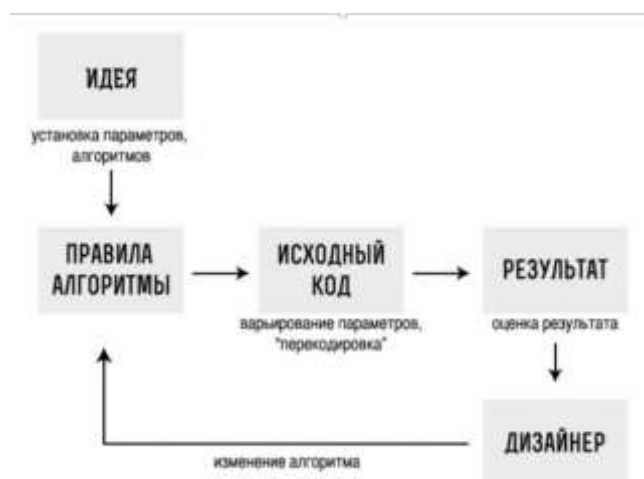 ИДЕЯ
установка параметров,
алгоритмов
ПРАВИЛА
АЛГОРИТМЫ
ИСХОДНЫЙ
КОД
варьирование параметров,
"перекодировка"
РЕЗУЛЬТАТ
оценка результата
ДИЗАЙНЕР
изменение алгоритма